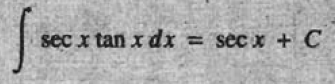 ∫ sec x tan x dx = sec x + C